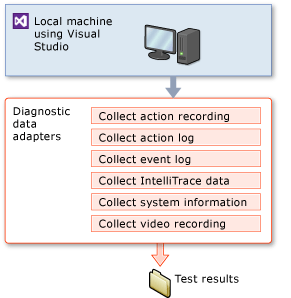 Local machine
using Visual
Studio
Diagnostic
data
adapters
Collect action recording
Collect action log
Collect event log
Collect IntelliTrace data
Collect system information
Collect video recording
Test results